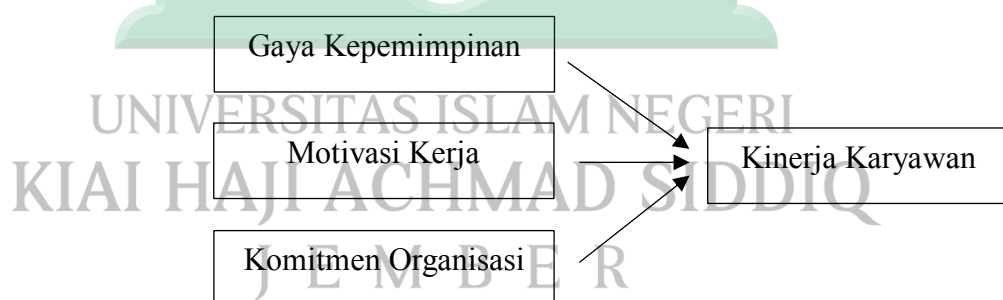 Gaya Kepemimpinan
UNIVERSITAS ISLAM NEGERI
Motivasi Kerja
Kinerja Karyawan
KIAI HAJI ACHMAD SIDDIQ
Komitmen Organisasi
J E M B E R